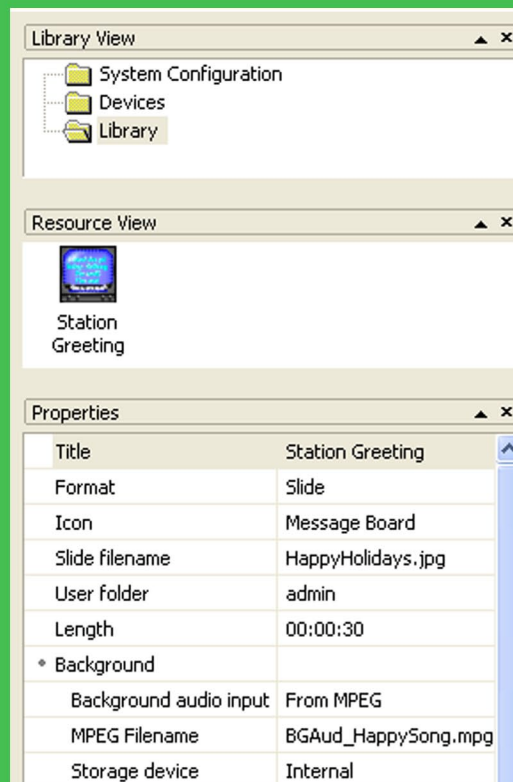 Library View
System Configuration
Devices
Library
Resource View
Station
Greeting
Properties
Title Station Greeting
Format Slide
Icon Message Board
Slide filename HappyHolidays.jpg
User folder admin
Length 00:00:30
Background
Background audio input From MPEG
MPEG Filename BGAud_HappySong.mpg
Storage device Internal